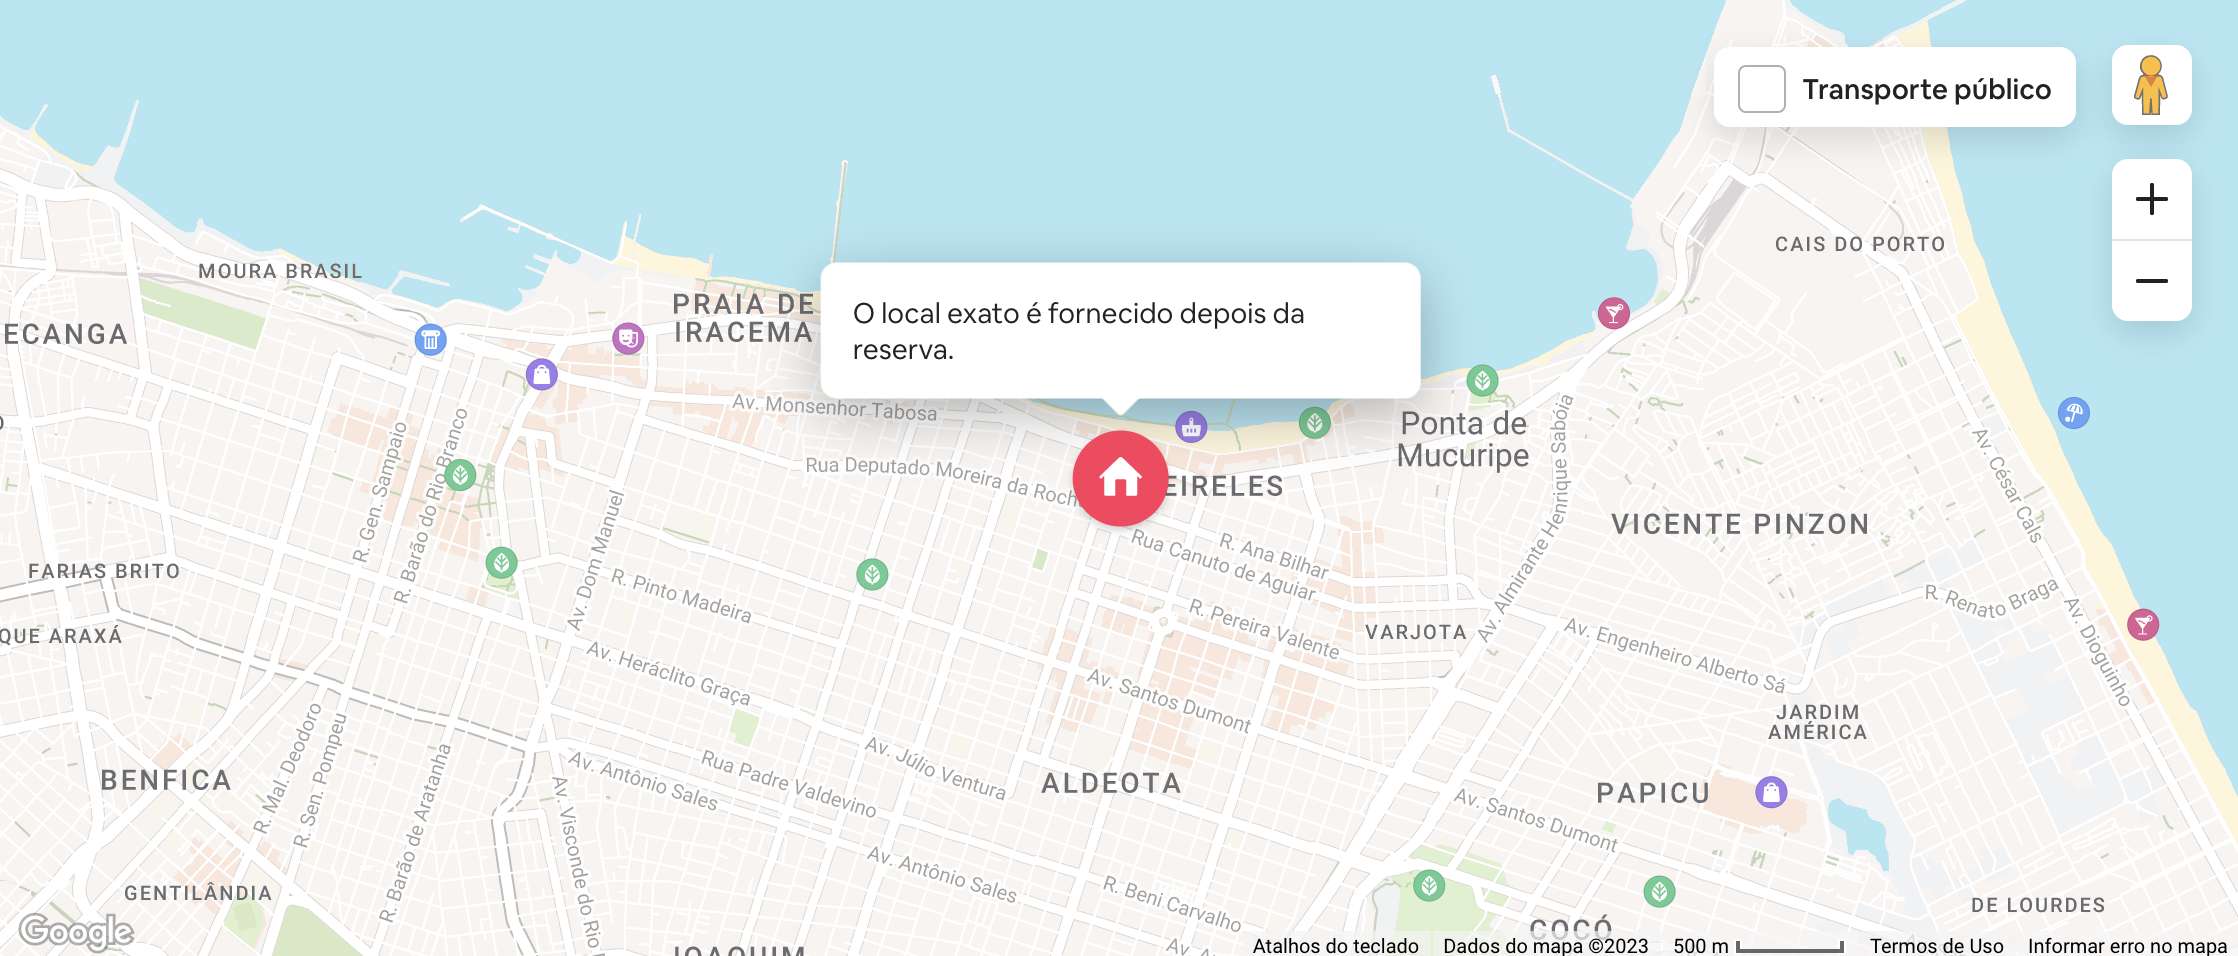 Transporte público
CAIS DO PORTO
MOURA BRASIL
PRAIA DE
IRACEMA
O local exato é fornecido depois da
reserva.
ECANGA
Av. Monsenhor Tabosa
Ponta de
Mucuripe
R. Gen. Sampaio
R. Barão do Rio Branco
Rua Deputado Moreira da Roch
EIRELES
Av. Almirante Henrique Sabóia
Av. César Cals
VICENTE PINZON
Av. Dom Manuel
Rua Canuto de Aguiar
R. Ana Bilhar
FARIAS BRITO
R. Pinto Madeira
R. Renato Braga
QUE ARAXÁ
R. Pereira Valente
VARJOTA
Av. Engenheiro Alberto Sá
Av. Dioguinho
Av. Heráclito Graça
Av. Santos Dumont
JARDIM
AMÉRICA
R. Mal. Deodoro
R. Sen. Pompeu
BENFICA
R. Barão de Aratanha
Av. Antônio Sales
Av. Visconde do Rio
Rua Padre Valdevino
Av. Júlio Ventura
ALDEOTA
PAPICU
Av. Santos Dumont
Av. Antônio Sales
R. Beni Carvalho
GENTILÂNDIA
DE LOURDES
COCÓ
JOAQUIM
Av. A
Google
Atalhos do teclado
Dados do mapa ©2023
500 m
Termos de Uso
Informar erro no mapa